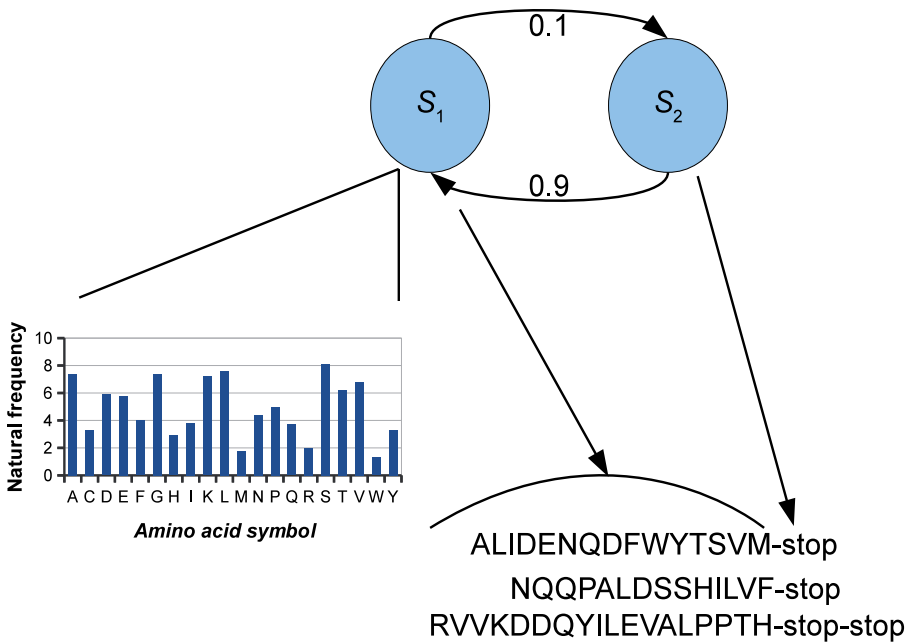 0.1
S1
S2
0.9
Natural frequency
10
8
6
4
2
0
A C D E F G H I K L M N P Q R S T V W Y
Amino acid symbol
ALIDENQDFWYTSVM-stop
NQQPALDSSHILVF-stop
RVVKDDQYILEVALPPTH-stop-stop